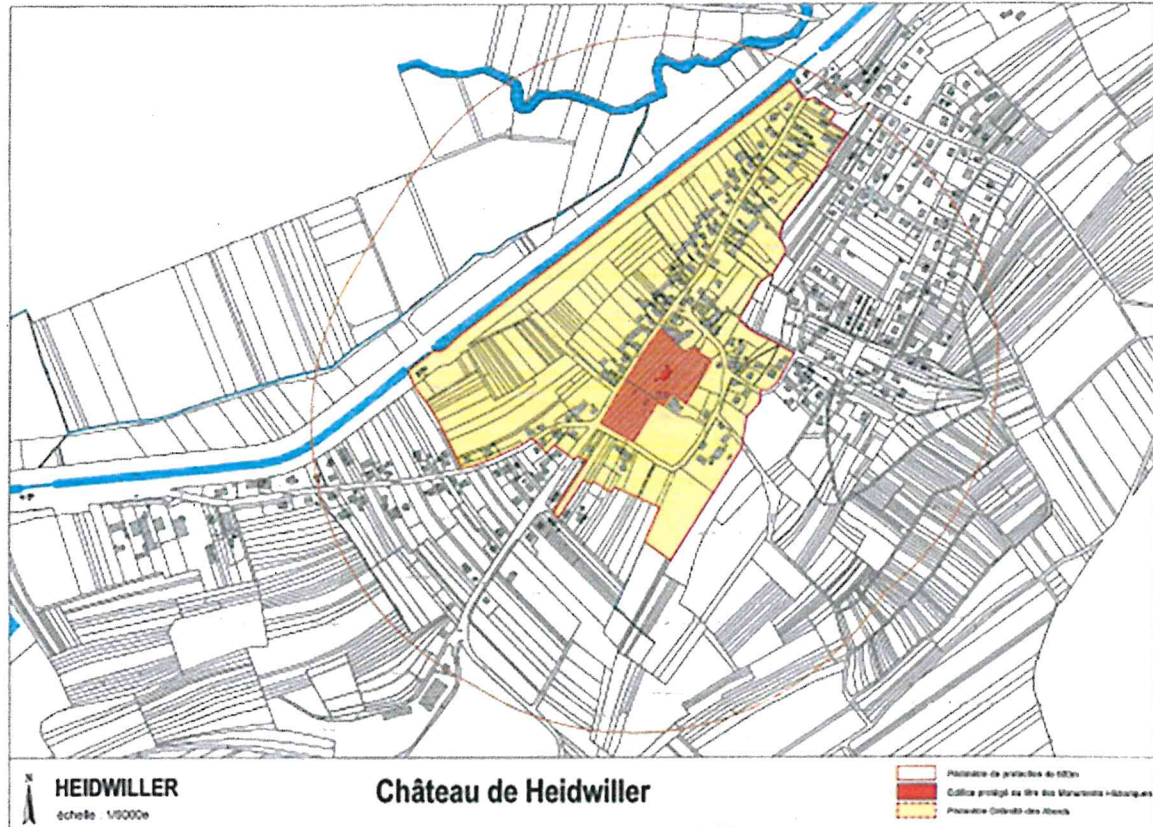 N
HEIDWILLER
échelle : 1/5000e
Château de Heidwiller
Périmètre de protection de 500m
Edifice protégé au titre des Monuments Historiques
Périmètre Délimité des Abords